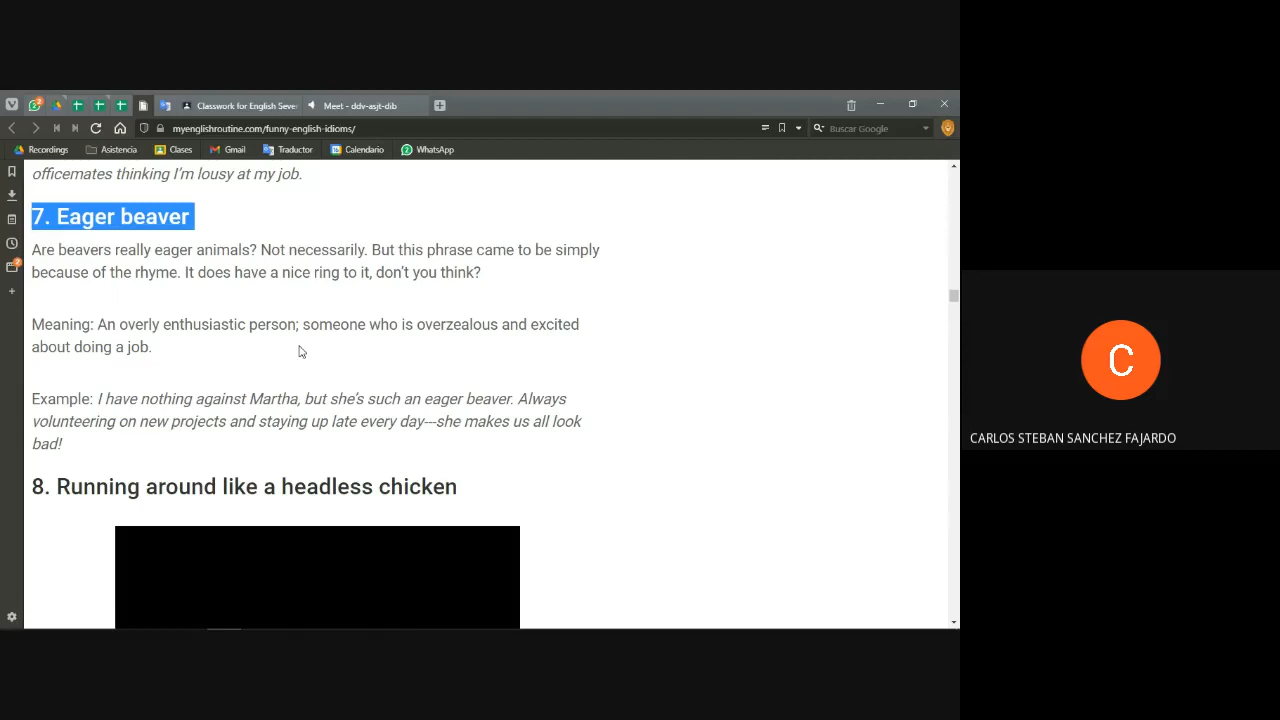 Classwork for English Seve
Meet - ddv-asjt-dib
myenglishroutine.com/funny-english-idioms/
Buscar Google
Recordings
Asistencia
Clases
Gmail
Traductor
Calendario
WhatsApp
officemates thinking I'm lousy at my job.
7. Eager beaver
Are beavers really eager animals? Not necessarily. But this phrase came to be simply
because of the rhyme. It does have a nice ring to it, don't you think?
Meaning: An overly enthusiastic person; someone who is overzealous and excited
about doing a job.
Example: I have nothing against Martha, but she's such an eager beaver. Always
volunteering on new projects and staying up late every day---she makes us all look
bad!
8. Running around like a headless chicken
C
CARLOS STEBAN SANCHEZ FAJARDO